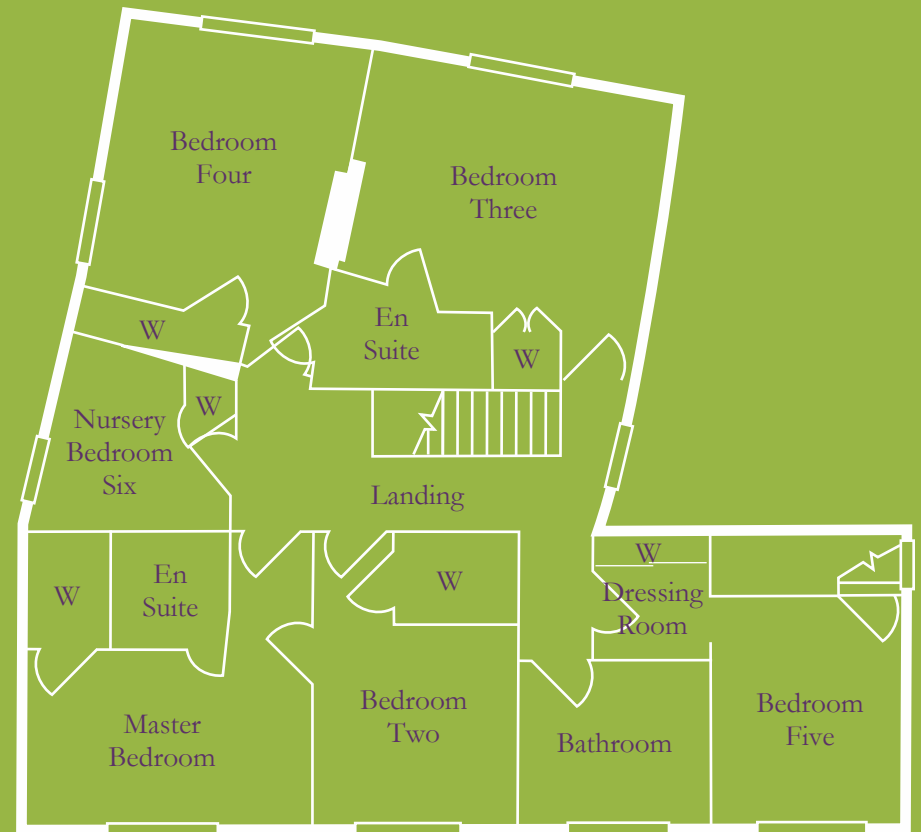 Bedroom
Four
Bedroom
Three
En
Suite
W
W
W
Nursery
Bedroom
Six
Landing
W
En
Suite
W
W
Dressing
Room
Master
Bedroom
Bedroom
Two
Bathroom
Bedroom
Five